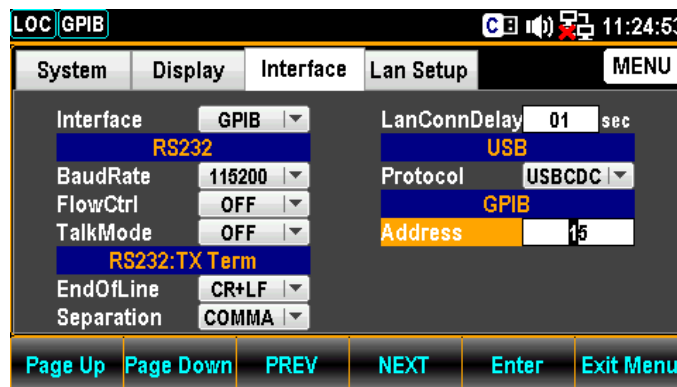 LOC GPIB C 11:24:53
System Display Interface Lan Setup MENU
Interface GPIB
RS232
BaudRate 115200
FlowCtrl OFF
TalkMode OFF
RS232:TX Term
EndOfLine CR+LF
Separation COMMA
LanConnDelay 01 sec
USB
Protocol USBCDC
GPIB
Address 15
Page Up Page Down PREV NEXT Enter Exit Menu